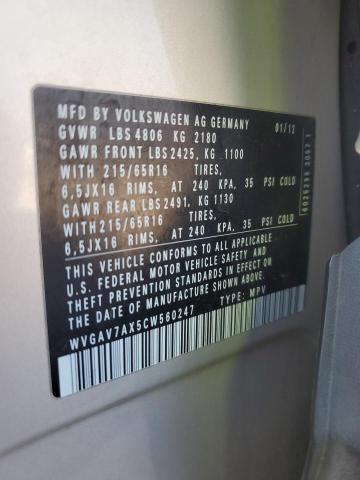 MFD BY VOLKSWAGEN AG GERMANY 01/12
GVWR LBS 4806 KG 2180
GAWR FRONT LBS 2425, KG 1100
WITH 215/65R16 TIRES,
6,5JX16 RIMS, AT 240 KPA, 35 PSI COLD
GAWR REAR LBS 2491, KG 1130
WITH 215/65R16 TIRES,
6,5JX16 RIMS, AT 240 KPA, 35 PSI COLD
THIS VEHICLE CONFORMS TO ALL APPLICABLE
U.S. FEDERAL MOTOR VEHICLE SAFETY AND
THEFT PREVENTION STANDARDS IN EFFECT ON
THE DATE OF MANUFACTURE SHOWN ABOVE.
WVGAV7AX5CW560247 TYPE: MPV